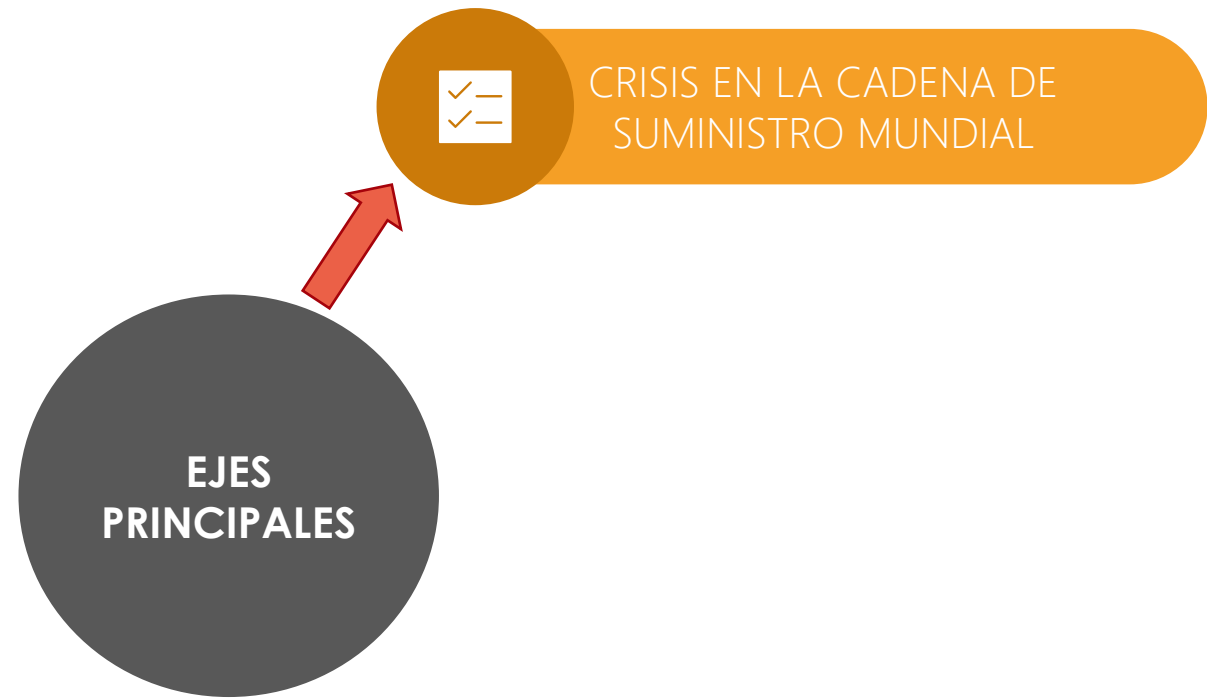 CRISIS EN LA CADENA DE
SUMINISTRO MUNDIAL
EJES
PRINCIPALES